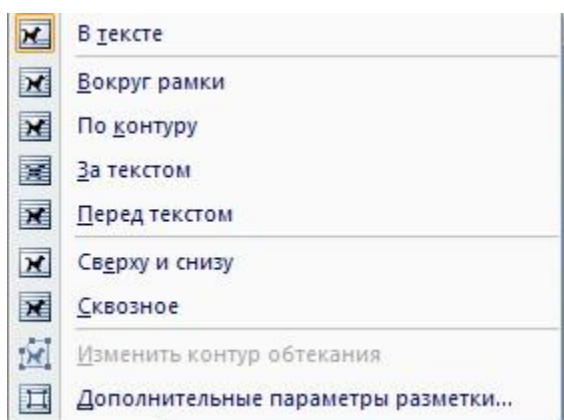 В тексте
Вокруг рамки
По контуру
За текстом
Перед текстом
Сверху и снизу
Сквозное
Изменить контур обтекания
Дополнительные параметры разметки...